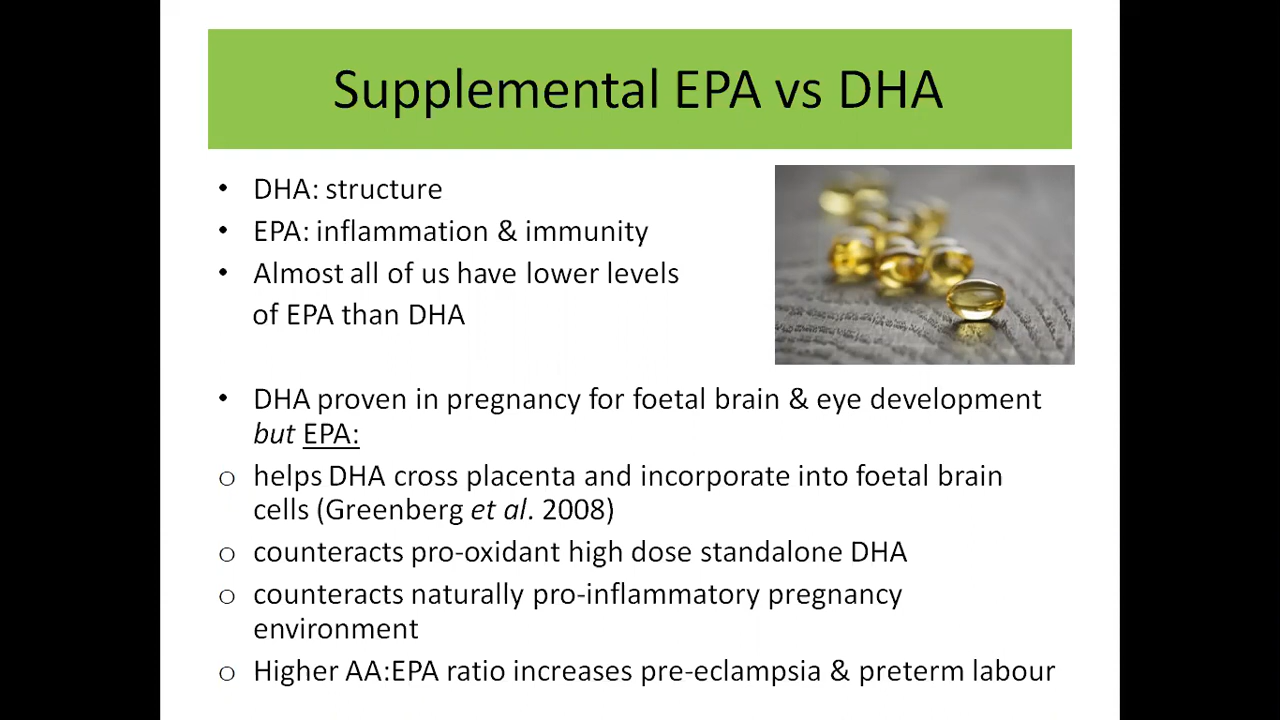 Supplemental EPA vs DHA
• DHA: structure
• EPA: inflammation & immunity
• Almost all of us have lower levels
of EPA than DHA
• DHA proven in pregnancy for foetal brain & eye development
but EPA:
o helps DHA cross placenta and incorporate into foetal brain
cells (Greenberg et al. 2008)
o counteracts pro-oxidant high dose standalone DHA
o counteracts naturally pro-inflammatory pregnancy
environment
o Higher AA:EPA ratio increases pre-eclampsia & preterm labour